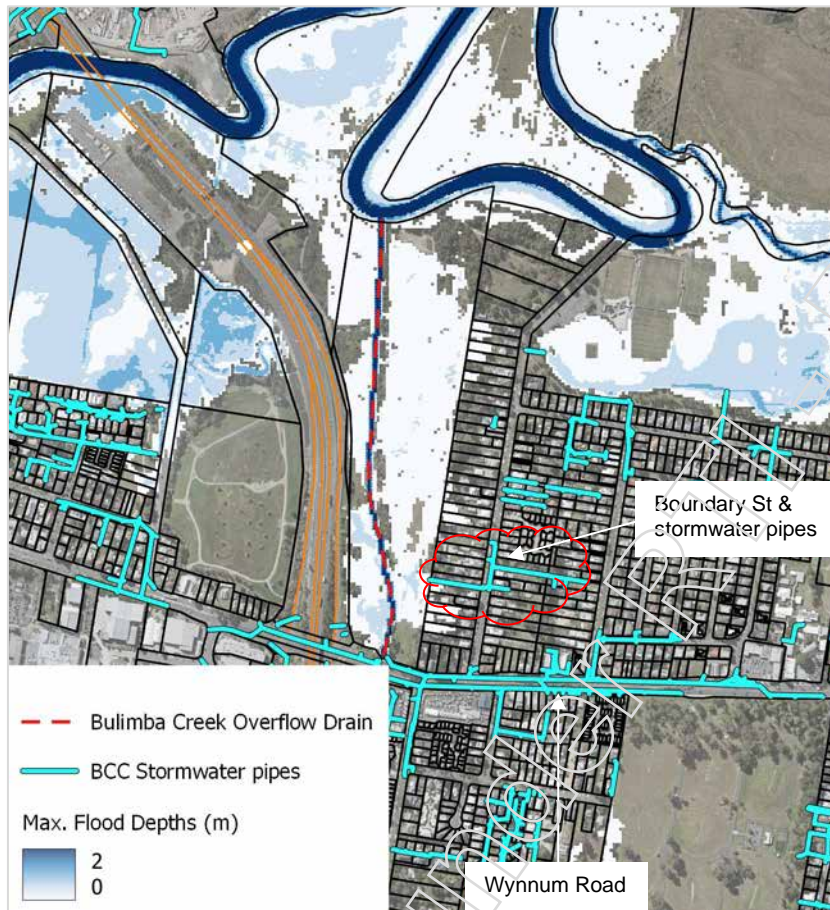 Boundary St &
stormwater pipes
Bulimba Creek Overflow Drain
BCC Stormwater pipes
Max. Flood Depths (m)
2
0
Wynnum Road